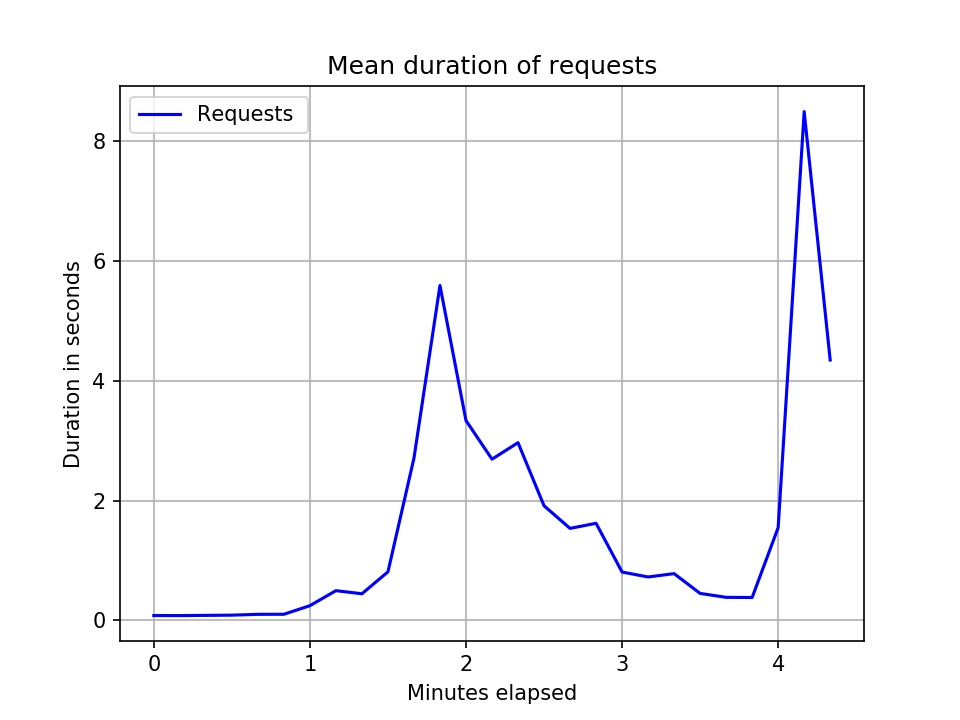 Mean duration of requests
Requests
8
6
4
2
0
Duration in seconds
0 1 2 3 4
Minutes elapsed